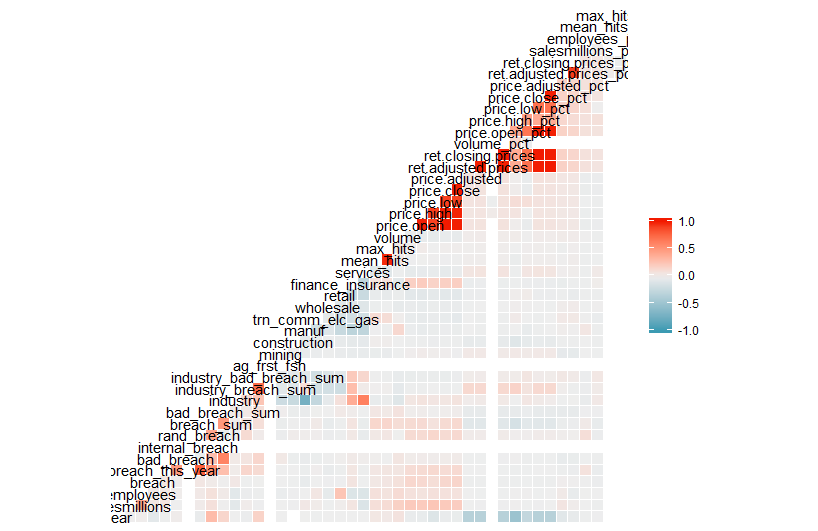 max_hit
mean_hits
employees_p
salesmillions_p
ret.closing.prices_p
ret.adjusted.prices_pc
price.adjusted_pct
price.close_pct
price.low_pct
price.high_pct
price.open_pct
volume_pct
ret.closing.prices
ret.adjusted.prices
price.adjusted
price.close
price.low
price.high
price.open
volume
max_hits
mean_hits
services
finance_insurance
retail
wholesale
trn_comm_elc_gas
manuf
construction
mining
ag_frst_fsh
industry_bad_breach_sum
industry_breach_sum
industry
bad_breach_sum
breach_sum
rand_breach
internal_breach
bad_breach
breach_this_year
breach
employees
esmillions
ear
1.0
0.5
0.0
-0.5
-1.0